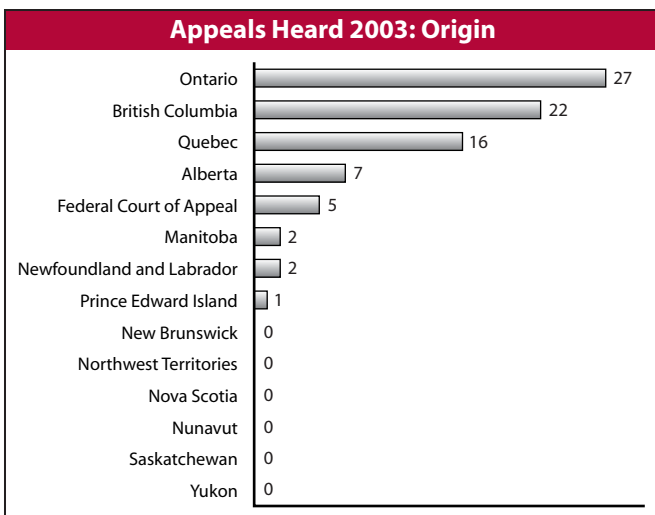 Appeals Heard 2003: Origin
Ontario 27
British Columbia 22
Quebec 16
Alberta 7
Federal Court of Appeal 5
Manitoba 2
Newfoundland and Labrador 2
Prince Edward Island 1
New Brunswick 0
Northwest Territories 0
Nova Scotia 0
Nunavut 0
Saskatchewan 0
Yukon 0